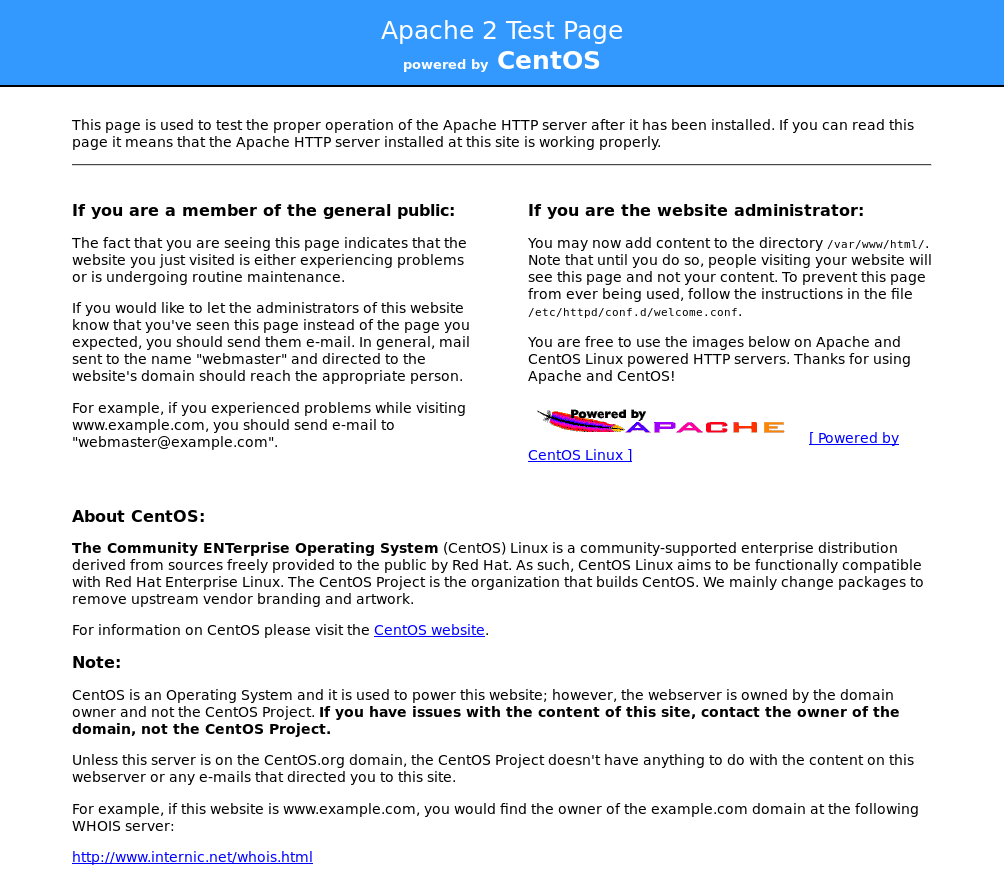 Apache 2 Test Page
powered by CentOS
This page is used to test the proper operation of the Apache HTTP server after it has been installed. If you can read this
page it means that the Apache HTTP server installed at this site is working properly.
If you are a member of the general public:
The fact that you are seeing this page indicates that the
website you just visited is either experiencing problems
or is undergoing routine maintenance.
If you would like to let the administrators of this website
know that you've seen this page instead of the page you
expected, you should send them e-mail. In general, mail
sent to the name "webmaster" and directed to the
website's domain should reach the appropriate person.
For example, if you experienced problems while visiting
www.example.com, you should send e-mail to
"webmaster@example.com".
If you are the website administrator:
You may now add content to the directory /var/www/html/.
Note that until you do so, people visiting your website will
see this page and not your content. To prevent this page
from ever being used, follow the instructions in the file
/etc/httpd/conf.d/welcome.conf.
You are free to use the images below on Apache and
CentOS Linux powered HTTP servers. Thanks for using
Apache and CentOS!
Powered by
APACHE [ Powered by
CentOS Linux ]
About CentOS:
The Community ENTerprise Operating System (CentOS) Linux is a community-supported enterprise distribution
derived from sources freely provided to the public by Red Hat. As such, CentOS Linux aims to be functionally compatible
with Red Hat Enterprise Linux. The CentOS Project is the organization that builds CentOS. We mainly change packages to
remove upstream vendor branding and artwork.
For information on CentOS please visit the CentOS website.
Note:
CentOS is an Operating System and it is used to power this website; however, the webserver is owned by the domain
owner and not the CentOS Project. If you have issues with the content of this site, contact the owner of the
domain, not the CentOS Project.
Unless this server is on the CentOS.org domain, the CentOS Project doesn't have anything to do with the content on this
webserver or any e-mails that directed you to this site.
For example, if this website is www.example.com, you would find the owner of the example.com domain at the following
WHOIS server:
http://www.internic.net/whois.html